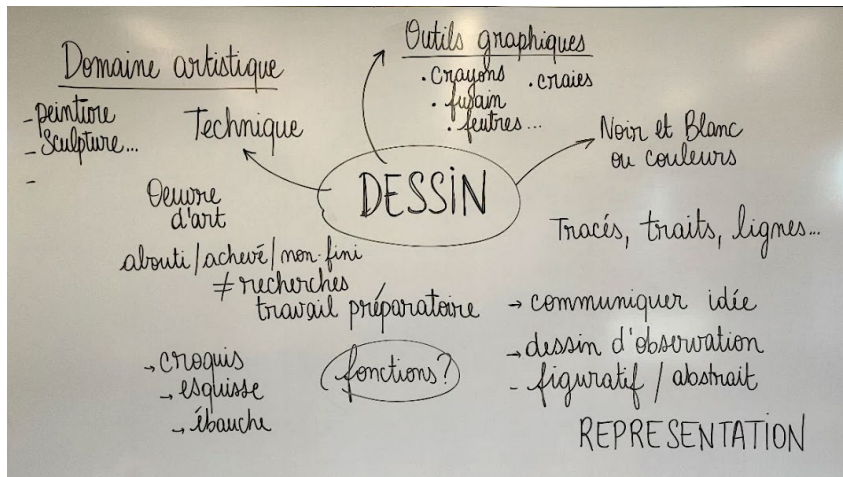 Domaine artistique
- peinture
- Sculpture...
-
Technique
Outils graphiques
. crayons . craies
. fusain
. feutres...
Noir et Blanc
ou couleurs
DESSIN
Oeuvre
d'art
abouti/achevé/non-fini
≠ recherches
travail préparatoire
Tracés, traits, lignes...
→ croquis
→ esquisse
→ ébauche
fonctions?
→ communiquer idée
→ dessin d'observation
- figuratif / abstrait
REPRESENTATION